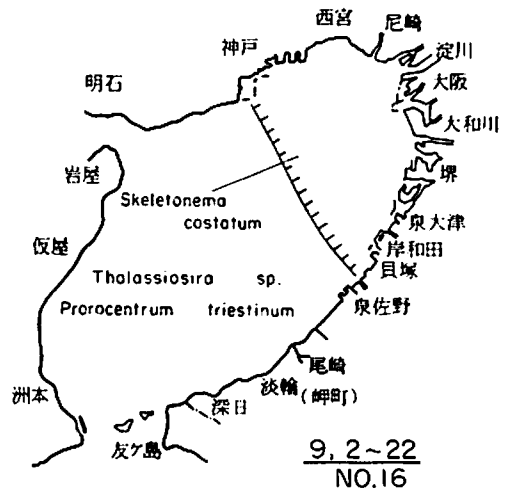 西宮
尼崎
神戸
淀川
明石
大阪
大和川
岩屋
堺
Skeletonema
costatum
泉大津
仮屋
岸和田
貝塚
Thalassiosira sp.
Prorocentrum triestinum
泉佐野
尾崎
洲本
淡輪(岬町)
深日
友ケ島
9, 2~22
NO.16